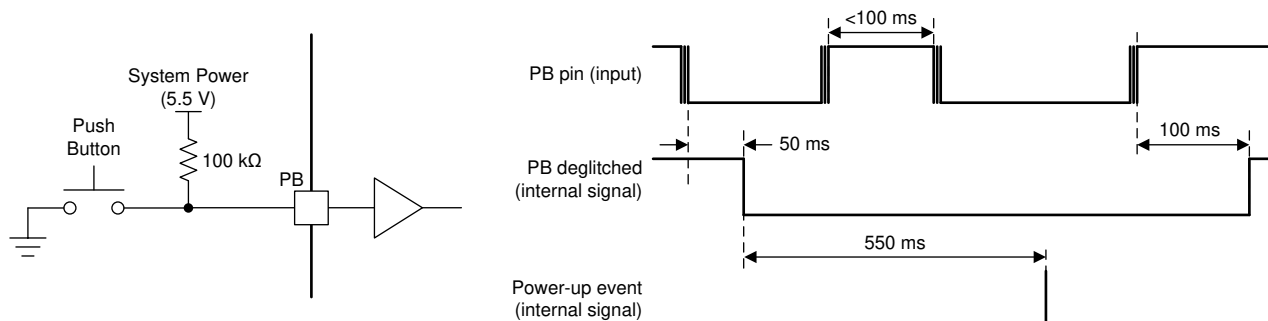 System Power
(5.5 V)
Push
Button
100 kΩ
PB
<100 ms
PB pin (input)
50 ms
100 ms
PB deglitched
(internal signal)
550 ms
Power-up event
(internal signal)